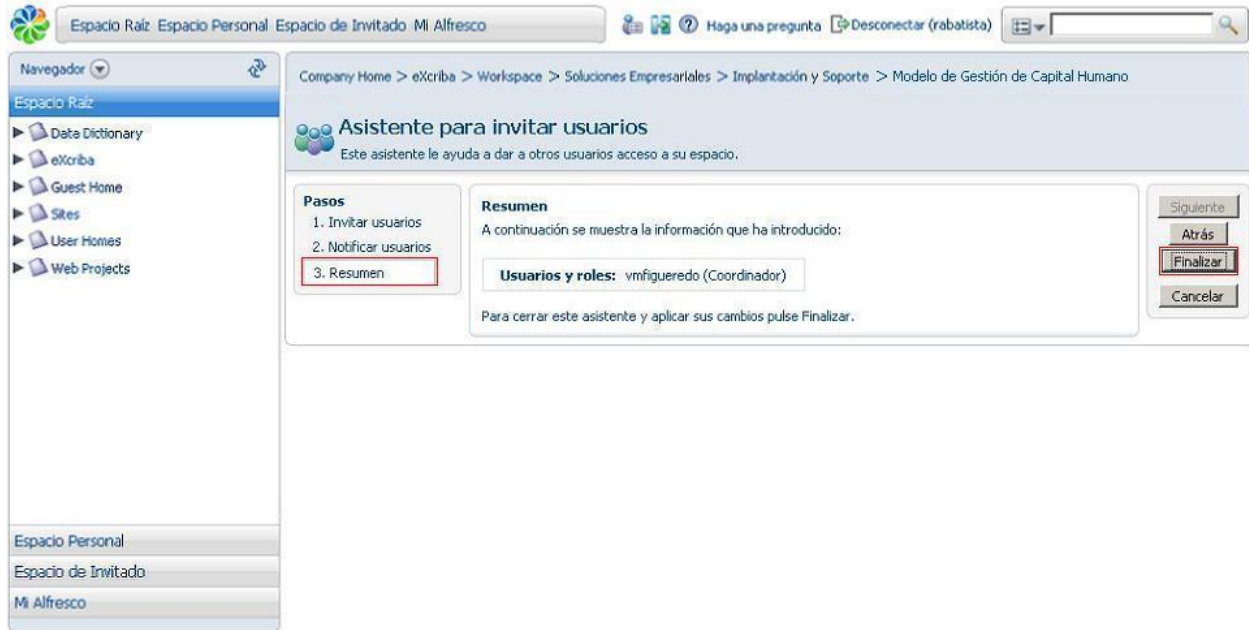 Espacio Raíz Espacio Personal Espacio de Invitado Mi Alfresco
Haga una pregunta Desconectar (rabatista)
Navegador
Company Home > eXcriba > Workspace > Soluciones Empresariales > Implantación y Soporte > Modelo de Gestión de Capital Humano
Espacio Raíz
Data Dictionary
eXcriba
Guest Home
Sites
User Homes
Web Projects
Asistente para invitar usuarios
Este asistente le ayuda a dar a otros usuarios acceso a su espacio.
Pasos
1. Invitar usuarios
2. Notificar usuarios
3. Resumen
Resumen
A continuación se muestra la información que ha introducido:
Usuarios y roles: vmfigueredo (Coordinador)
Para cerrar este asistente y aplicar sus cambios pulse Finalizar.
Siguiente
Atrás
Finalizar
Cancelar
Espacio Personal
Espacio de Invitado
Mi Alfresco